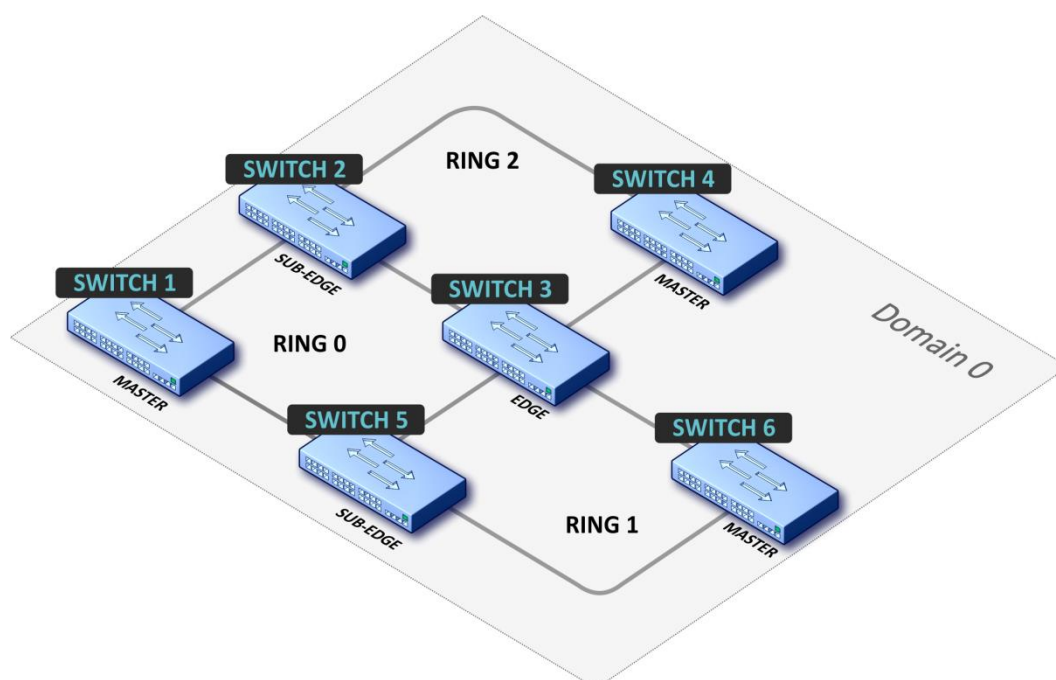 RING 2
SWITCH 2
SWITCH 4
SUB-EDGE
SWITCH 1
SWITCH 3
MASTER
Domain 0
RING 0
MASTER
EDGE
SWITCH 5
SWITCH 6
SUB-EDGE
RING 1
MASTER